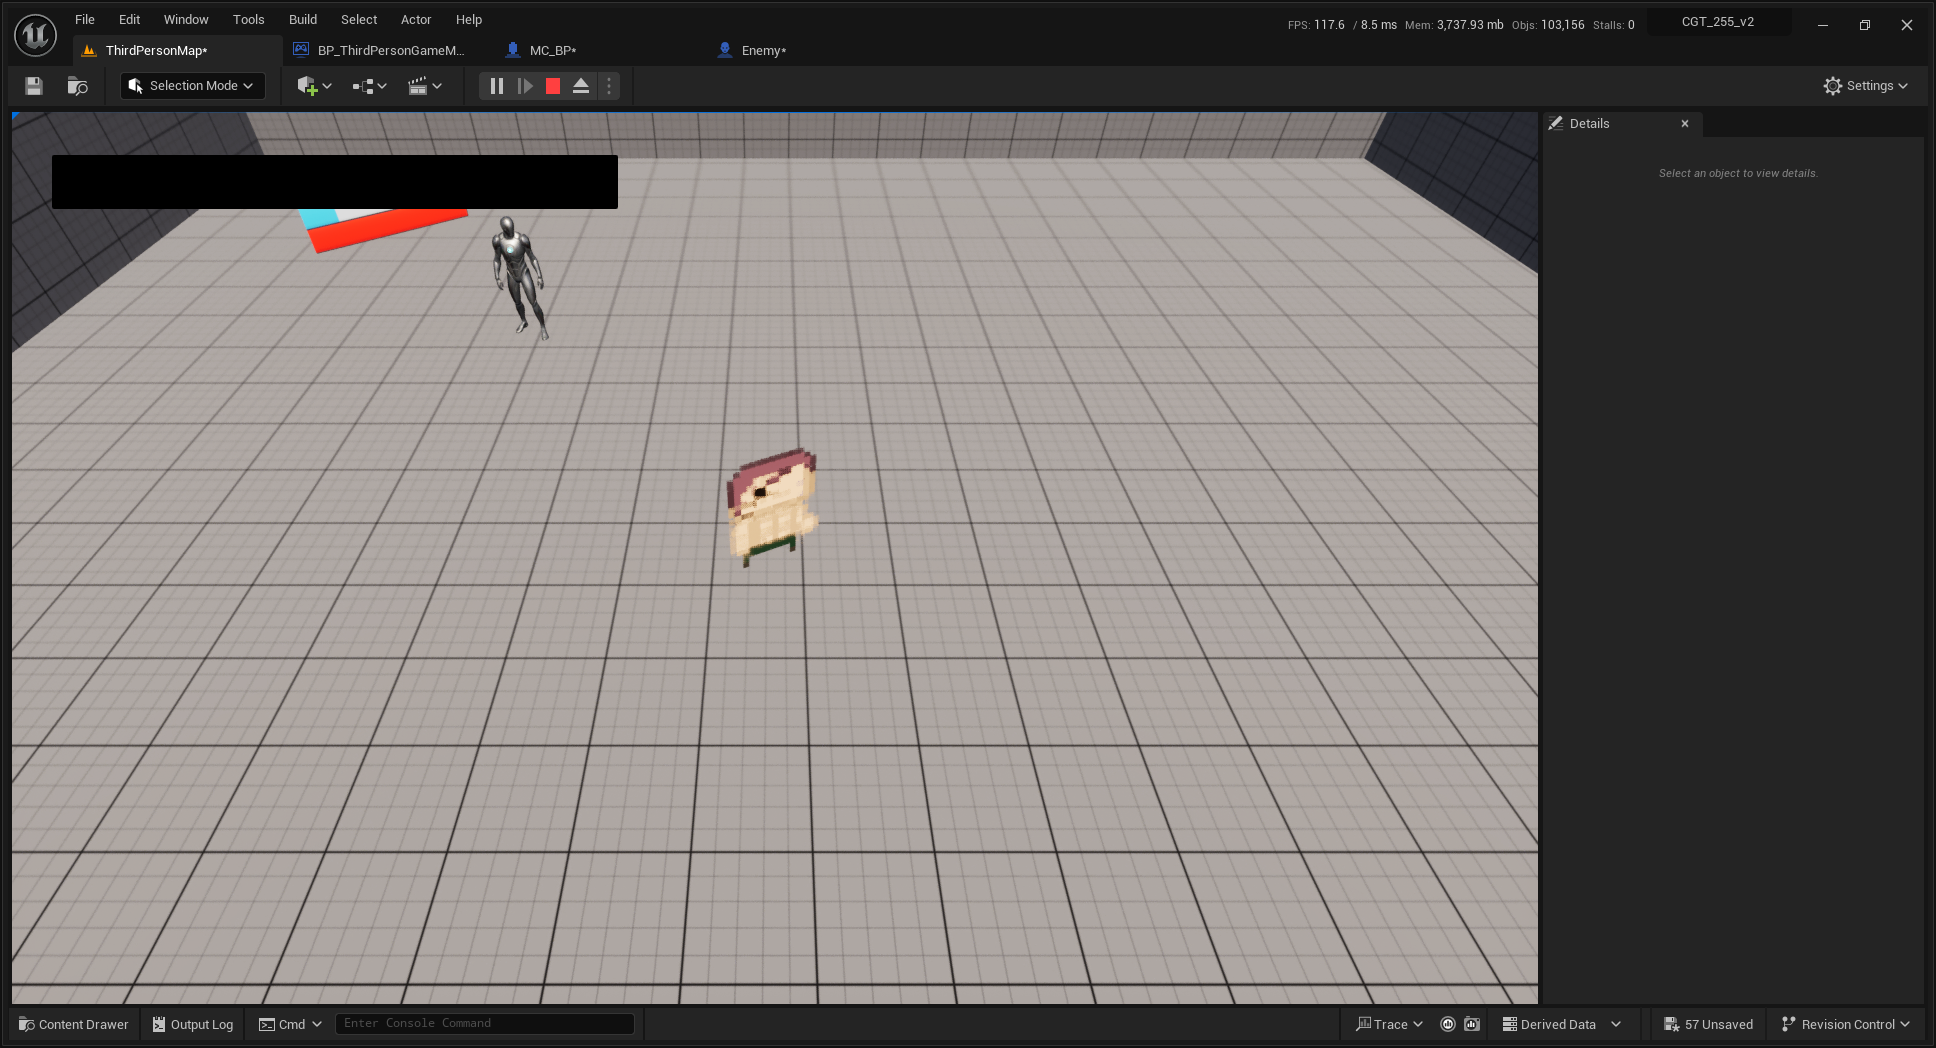 File Edit Window Tools Build Select Actor Help
FPS: 117.6 / 8.5 ms Mem: 3,737.93 mb Objs: 103,156 Stalls: 0
CGT_255_v2
ThirdPersonMap*
BP_ThirdPersonGameM...
MC_BP*
Enemy*
Selection Mode
Settings
Details
Select an object to view details.
Content Drawer
Output Log
Cmd
Enter Console Command
Trace
Derived Data
57 Unsaved
Revision Control